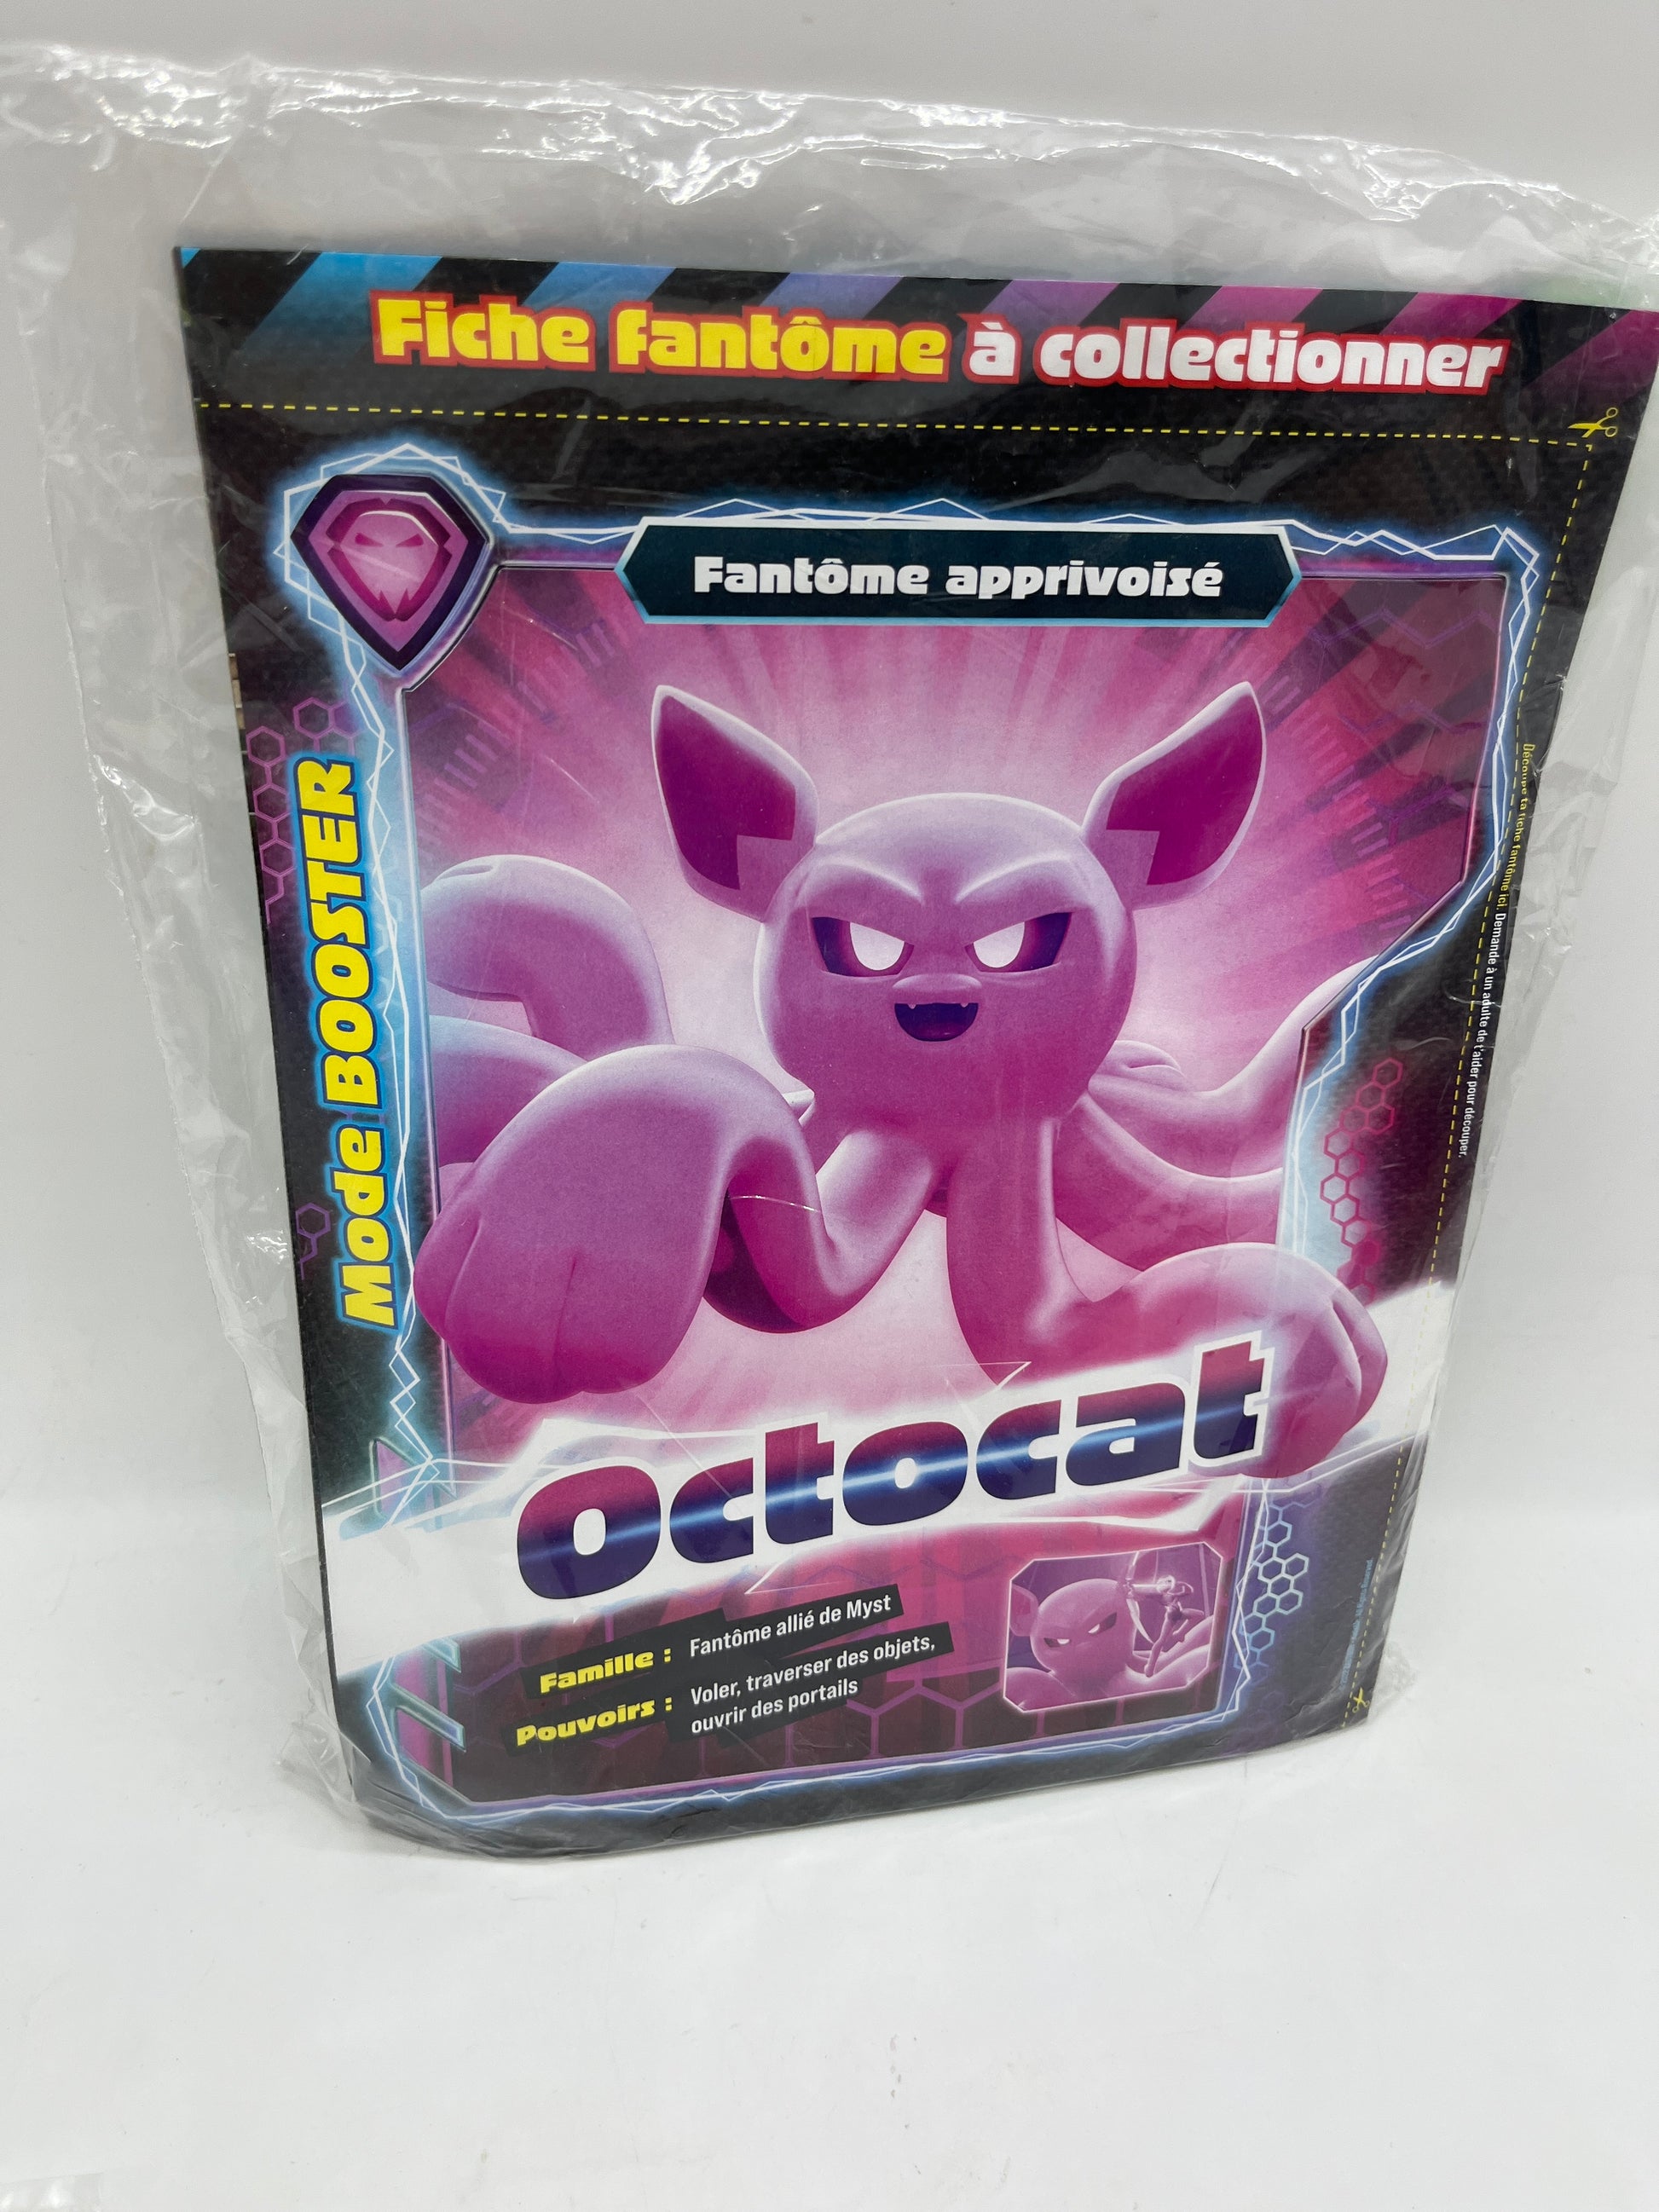 Fiche fantôme à collectionner
Fantôme apprivoisé
Mode BOOSTER
Découpe ta fiche fantôme ici. Demande à un adulte de t'aider pour découper.
Octocat
Famille : Fantôme allié de Myst
Pouvoirs : Voler, traverser des objets,
ouvrir des portails